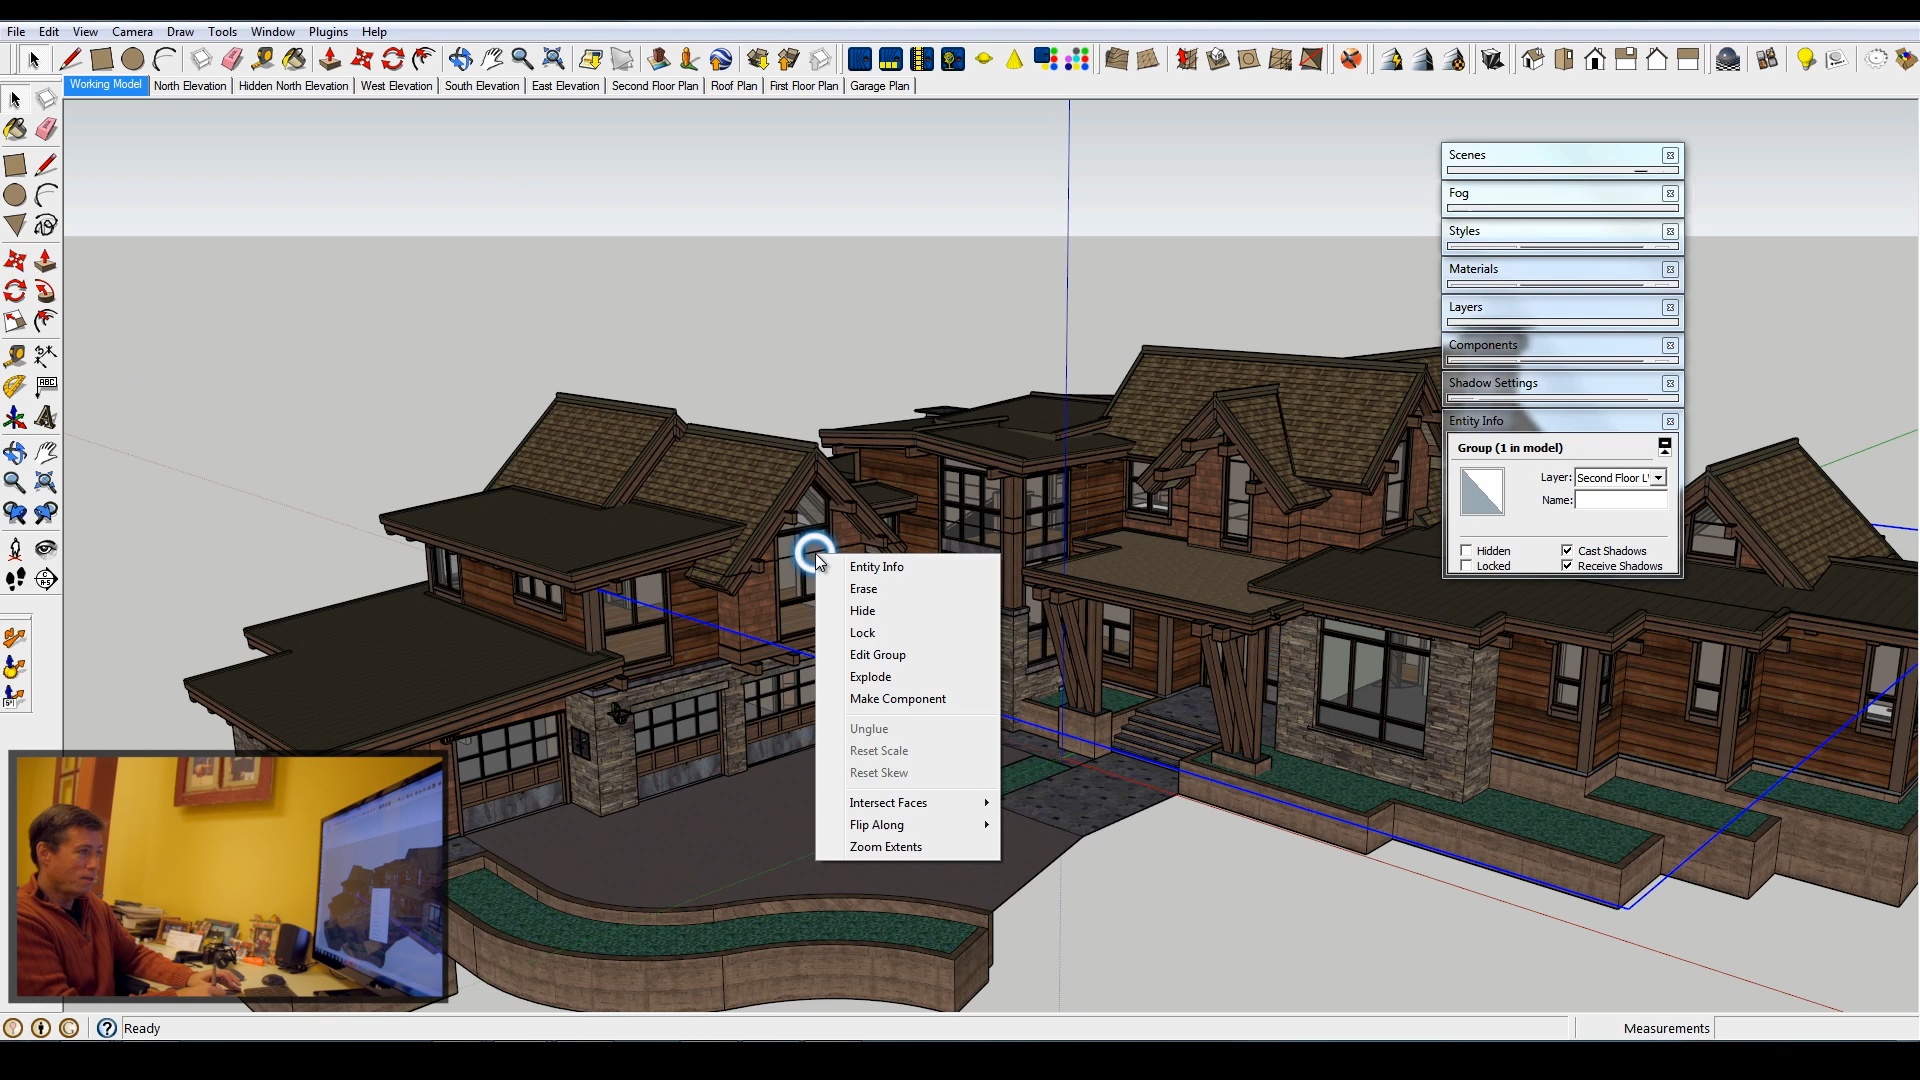 File Edit View Camera Draw Tools Window Plugins Help
Working Model North Elevation Hidden North Elevation West Elevation South Elevation East Elevation Second Floor Plan Roof Plan First Floor Plan Garage Plan
Scenes
Fog
Styles
Materials
Layers
Components
Shadow Settings
Entity Info
Group (1 in model)
Layer: Second Floor L
Name:
Hidden Cast Shadows
Locked Receive Shadows
ABC
Entity Info
Erase
Hide
Lock
Edit Group
Explode
Make Component
Unglue
Reset Scale
Reset Skew
Intersect Faces
Flip Along
Zoom Extents
Ready
Measurements